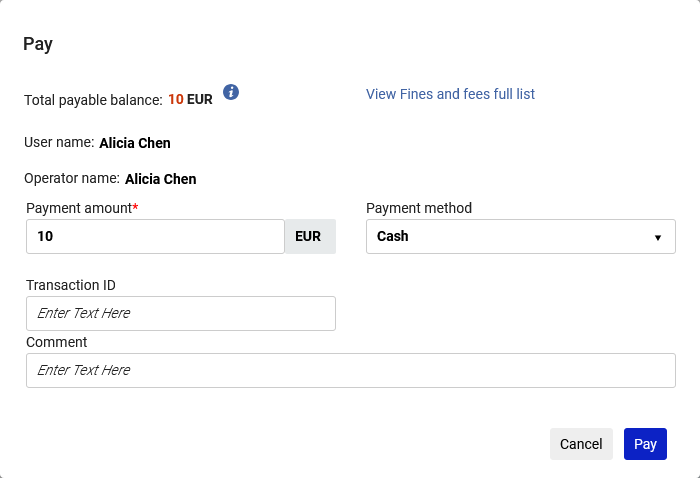 Pay
Total payable balance: 10 EUR
View Fines and fees full list
User name: Alicia Chen
Operator name: Alicia Chen
Payment amount*
Payment method
10 EUR
Cash
Transaction ID
Enter Text Here
Comment
Enter Text Here
Cancel
Pay